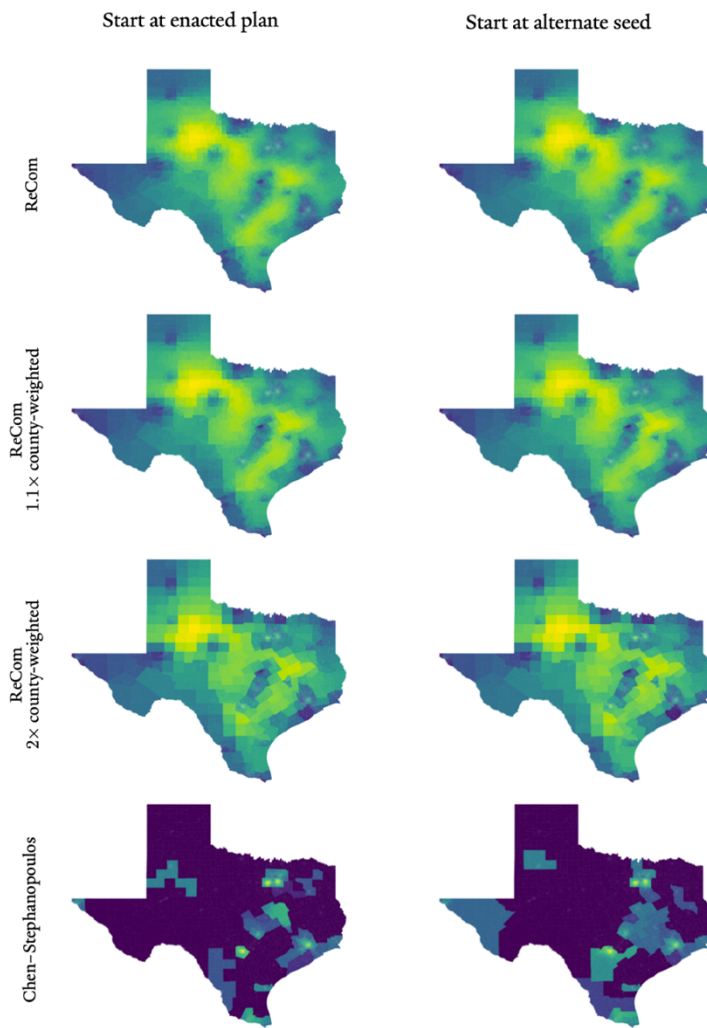 Start at enacted plan
Start at alternate seed
ReCom
ReCom
1.1× county-weighted
ReCom
2× county-weighted
Chen–Stephanopoulos